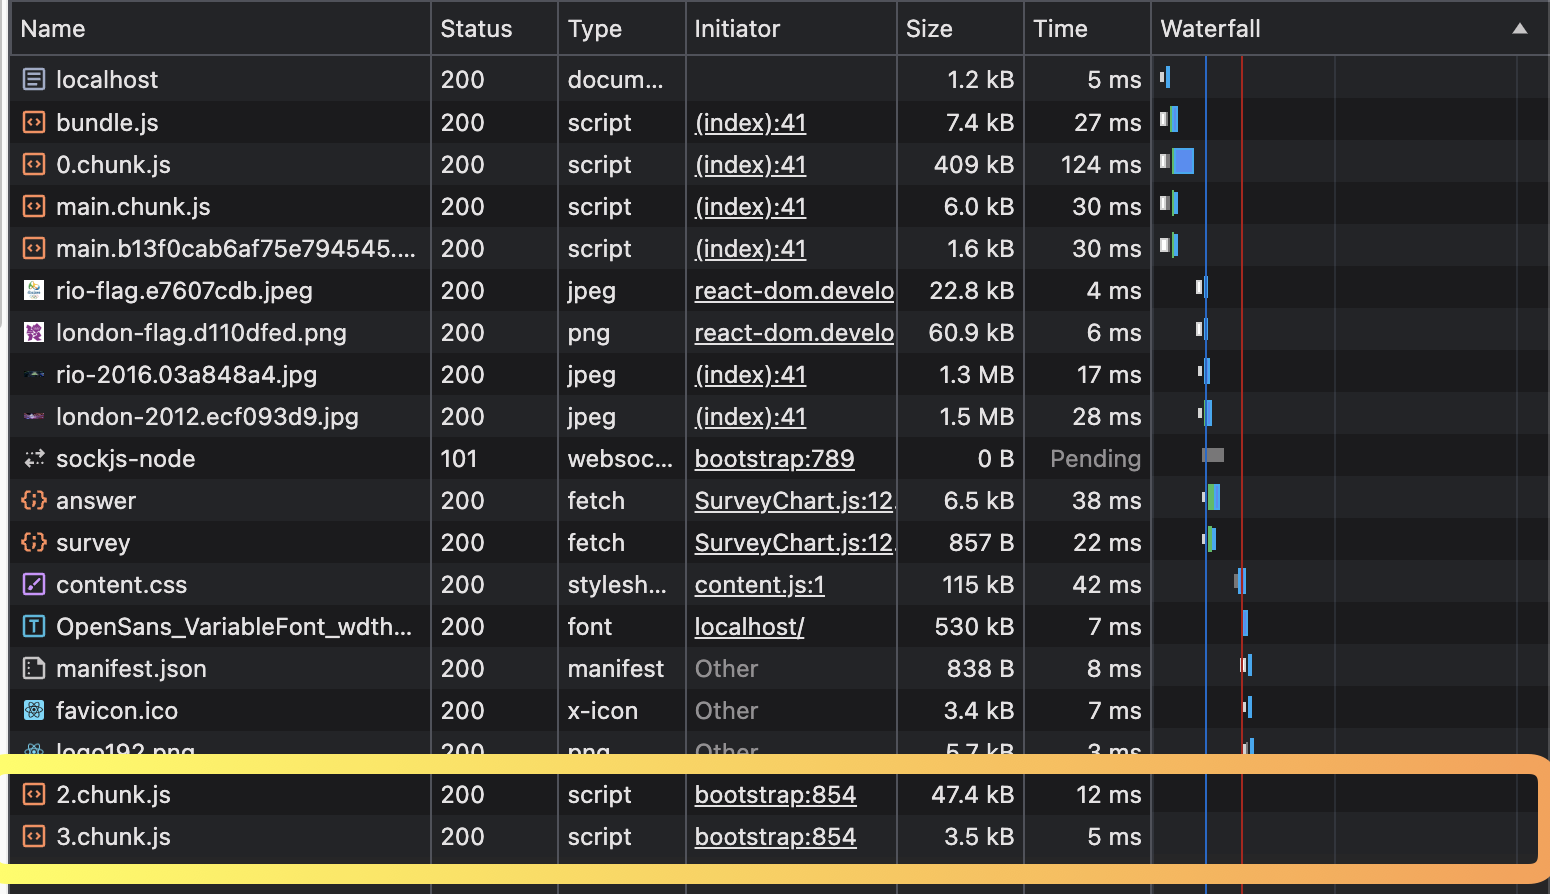 Name Status Type Initiator Size Time Waterfall
localhost 200 docum... 1.2 kB 5 ms
bundle.js 200 script (index):41 7.4 kB 27 ms
0.chunk.js 200 script (index):41 409 kB 124 ms
main.chunk.js 200 script (index):41 6.0 kB 30 ms
main.b13f0cab6af75e794545.... 200 script (index):41 1.6 kB 30 ms
rio-flag.e7607cdb.jpeg 200 jpeg react-dom.develo 22.8 kB 4 ms
london-flag.d110dfed.png 200 png react-dom.develo 60.9 kB 6 ms
rio-2016.03a848a4.jpg 200 jpeg (index):41 1.3 MB 17 ms
london-2012.ecf093d9.jpg 200 jpeg (index):41 1.5 MB 28 ms
sockjs-node 101 websoc... bootstrap:789 0 B Pending
answer 200 fetch SurveyChart.js:12. 6.5 kB 38 ms
survey 200 fetch SurveyChart.js:12. 857 B 22 ms
content.css 200 stylesh... content.js:1 115 kB 42 ms
OpenSans_VariableFont_wdth... 200 font localhost/ 530 kB 7 ms
manifest.json 200 manifest Other 838 B 8 ms
favicon.ico 200 x-icon Other 3.4 kB 7 ms
logo192.png 200 png Other 5.7 kB 3 ms
2.chunk.js 200 script bootstrap:854 47.4 kB 12 ms
3.chunk.js 200 script bootstrap:854 3.5 kB 5 ms